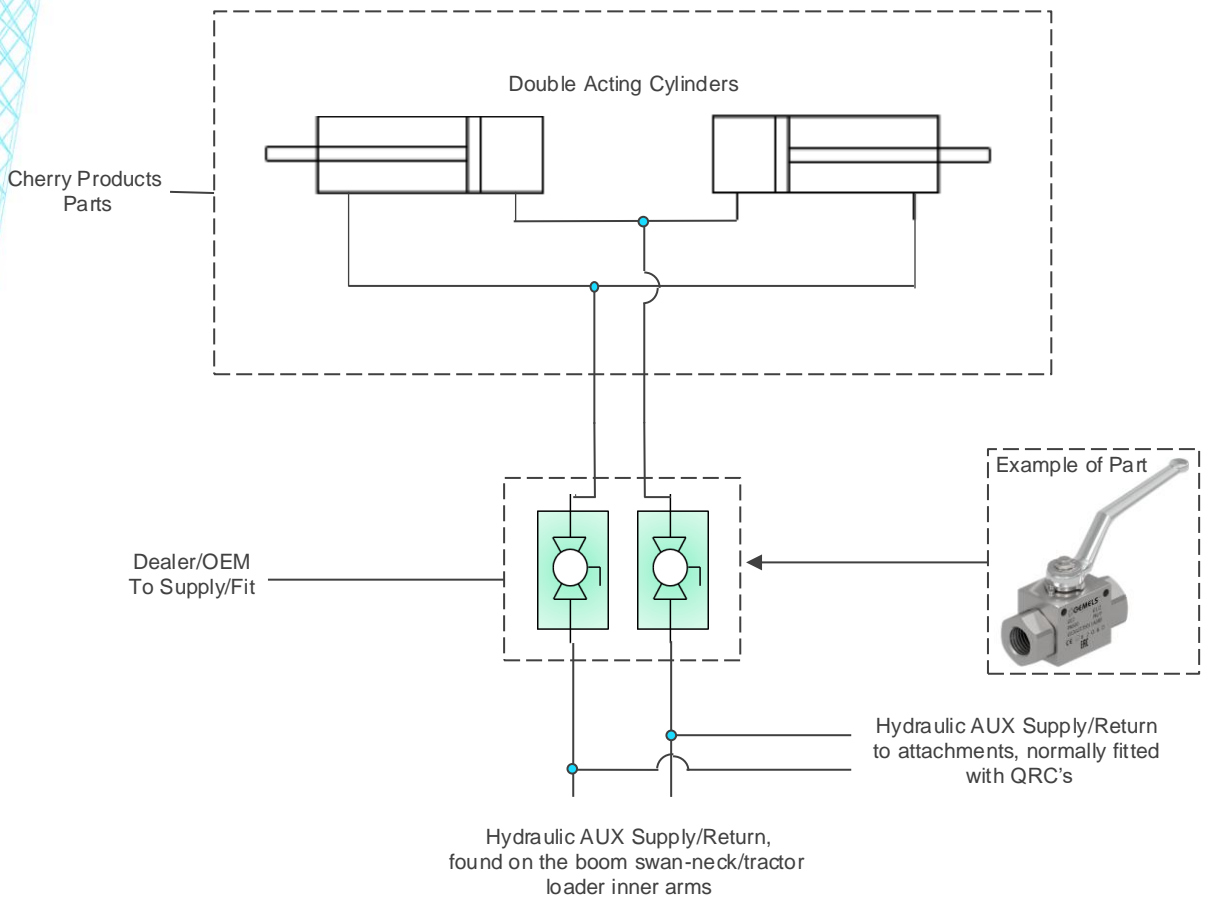 Double Acting Cylinders
Cherry Products
Parts
Example of Part
OEMELS
Dealer/OEM
To Supply/Fit
Hydraulic AUX Supply/Return
to attachments, normally fitted
with QRC's
Hydraulic AUX Supply/Return,
found on the boom swan-neck/tractor
loader inner arms